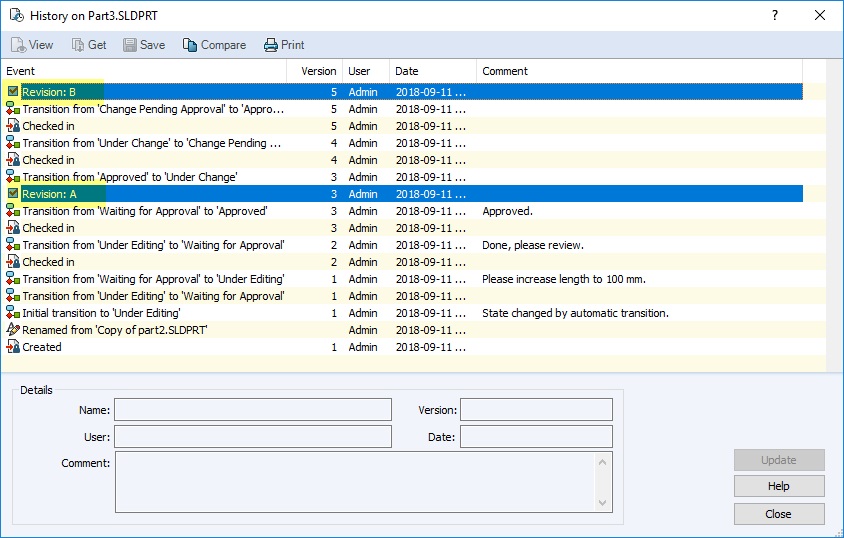 History on Part3.SLDPRT ?
View Get Save Compare Print
Event Version User Date Comment
Revision: B 5 Admin 2018-09-11 ...
Transition from 'Change Pending Approval' to 'Appro... 5 Admin 2018-09-11 ...
Checked in 5 Admin 2018-09-11 ...
Transition from 'Under Change' to 'Change Pending ... 4 Admin 2018-09-11 ...
Checked in 4 Admin 2018-09-11 ...
Transition from 'Approved' to 'Under Change' 3 Admin 2018-09-11 ...
Revision: A 3 Admin 2018-09-11 ...
Transition from 'Waiting for Approval' to 'Approved' 3 Admin 2018-09-11 ... Approved.
Checked in 3 Admin 2018-09-11 ...
Transition from 'Under Editing' to 'Waiting for Approval' 2 Admin 2018-09-11 ... Done, please review.
Checked in 2 Admin 2018-09-11 ...
Transition from 'Waiting for Approval' to 'Under Editing' 1 Admin 2018-09-11 ... Please increase length to 100 mm.
Transition from 'Under Editing' to 'Waiting for Approval' 1 Admin 2018-09-11 ...
Initial transition to 'Under Editing' 1 Admin 2018-09-11 ... State changed by automatic transition.
Renamed from 'Copy of part2.SLDPRT' Admin 2018-09-11 ...
Created 1 Admin 2018-09-11 ...
Details
Name: Version:
User: Date:
Comment:
Update
Help
Close